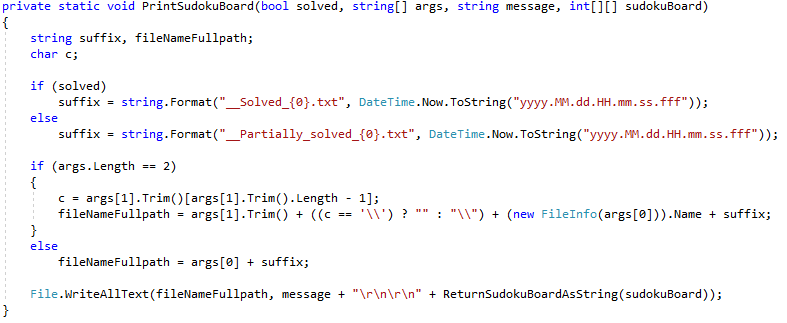 private static void PrintSudokuBoard(bool solved, string[] args, string message, int[][] sudokuBoard)
{
    string suffix, fileNameFullpath;
    char c;

    if (solved)
        suffix = string.Format("__Solved_{0}.txt", DateTime.Now.ToString("yyyy.MM.dd.HH.mm.ss.fff"));
    else
        suffix = string.Format("__Partially_solved_{0}.txt", DateTime.Now.ToString("yyyy.MM.dd.HH.mm.ss.fff"));

    if (args.Length == 2)
    {
        c = args[1].Trim()[args[1].Trim().Length - 1];
        fileNameFullpath = args[1].Trim() + ((c == '\\') ? "" : "\\") + (new FileInfo(args[0])).Name + suffix;
    }
    else
        fileNameFullpath = args[0] + suffix;

    File.WriteAllText(fileNameFullpath, message + "\r\n\r\n" + ReturnSudokuBoardAsString(sudokuBoard));
}